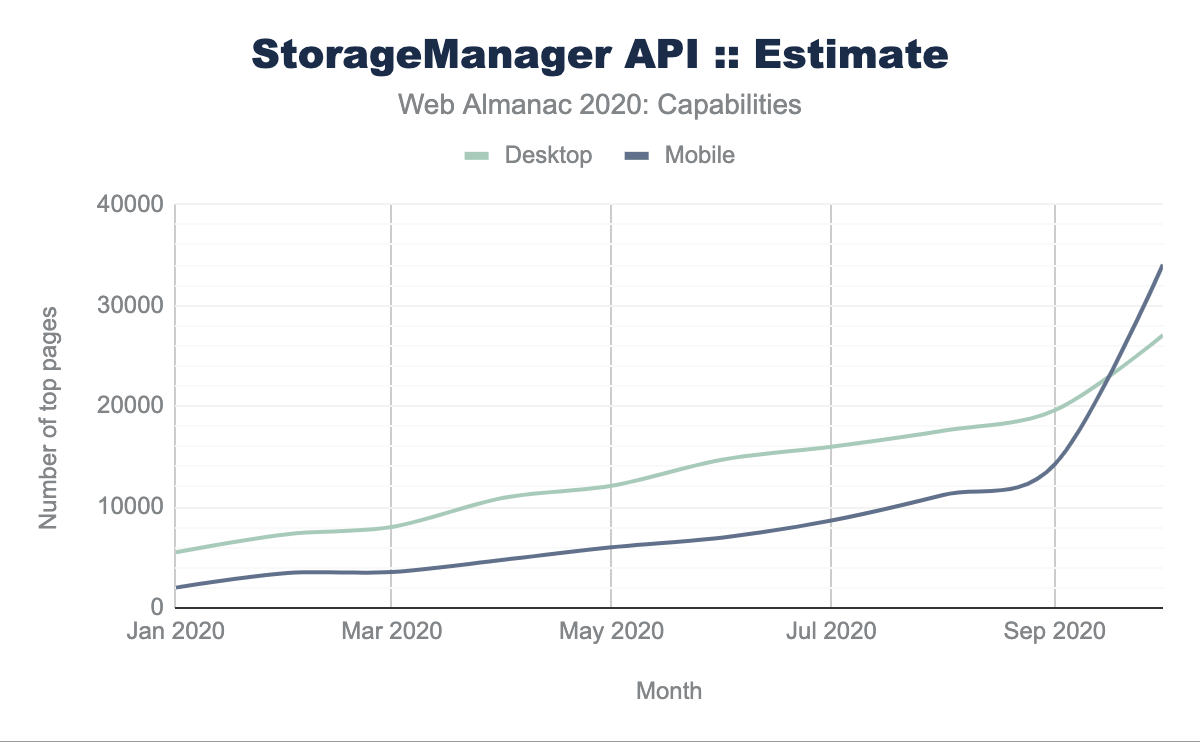 StorageManager API :: Estimate
Web Almanac 2020: Capabilities
Desktop Mobile
Number of top pages
40000
30000
20000
10000
0
Jan 2020 Mar 2020 May 2020 Jul 2020 Sep 2020
Month